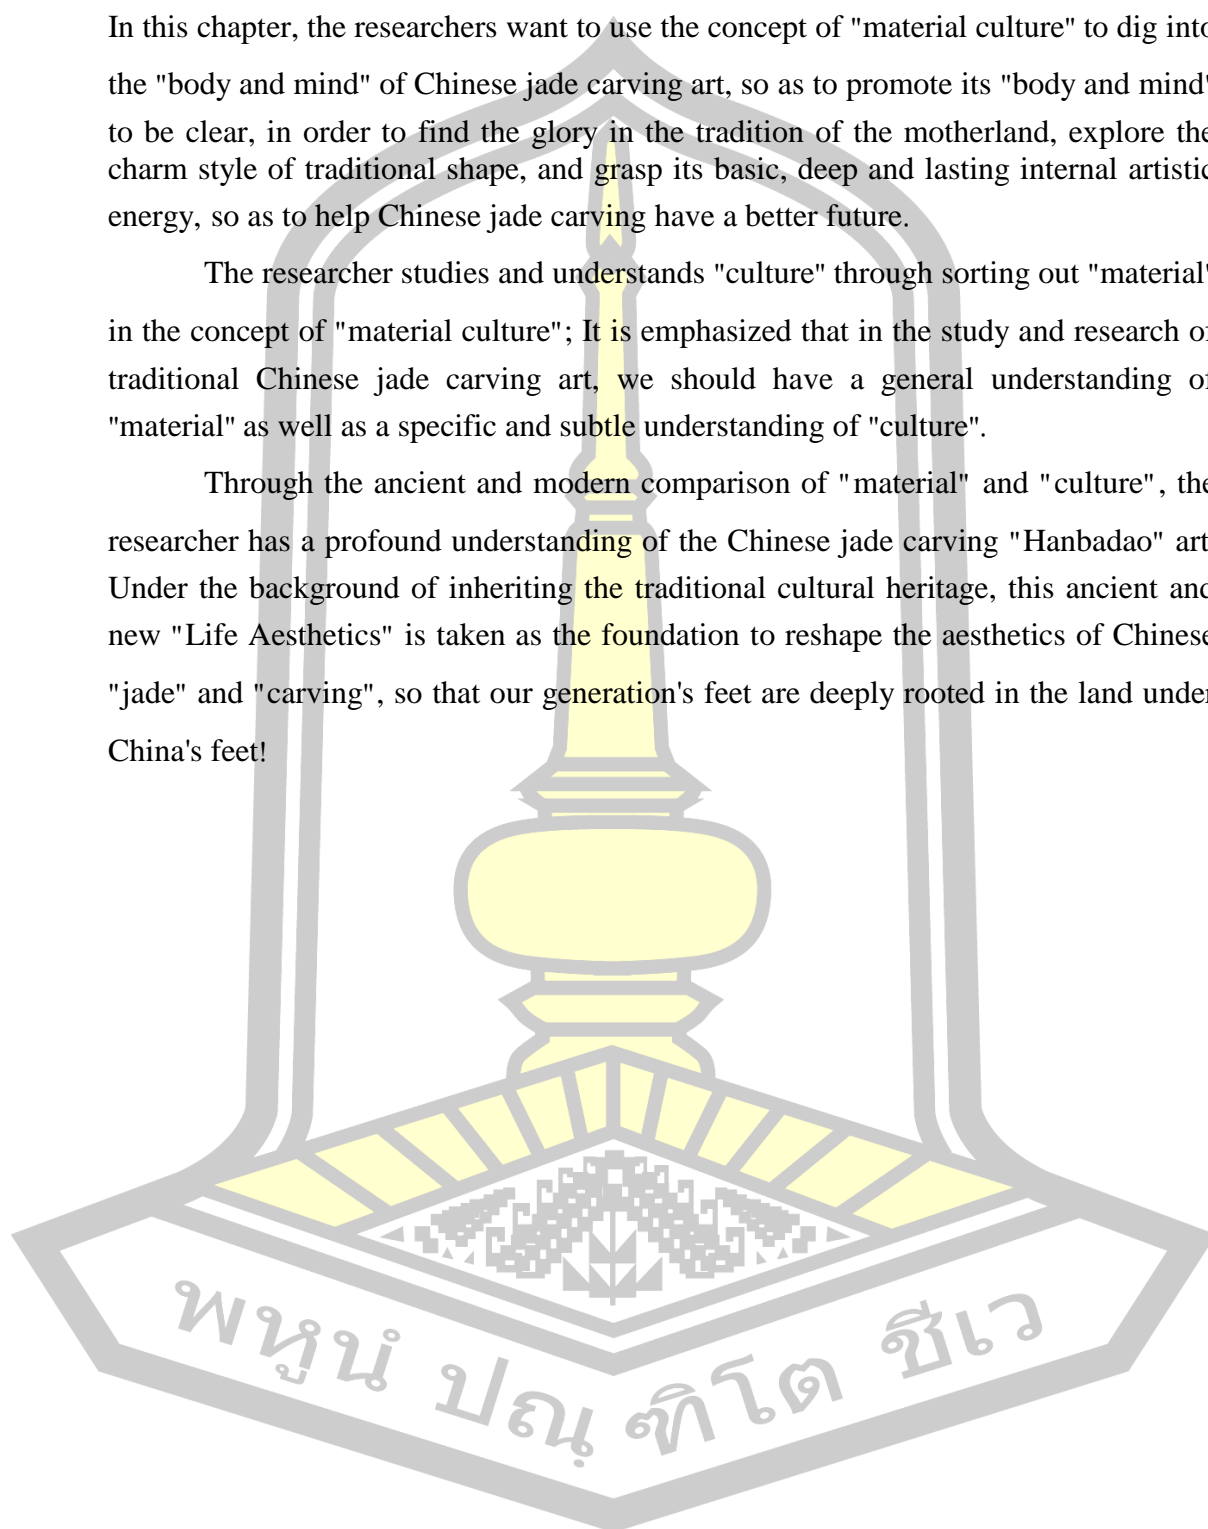 In this chapter, the researchers want to use the concept of "material culture" to dig into
the "body and mind" of Chinese jade carving art, so as to promote its "body and mind"
to be clear, in order to find the glory in the tradition of the motherland, explore the
charm style of traditional shape, and grasp its basic, deep and lasting internal artistic
energy, so as to help Chinese jade carving have a better future.
The researcher studies and understands "culture" through sorting out "material"
in the concept of "material culture"; It is emphasized that in the study and research of
traditional Chinese jade carving art, we should have a general understanding of
"material" as well as a specific and subtle understanding of "culture".
Through the ancient and modern comparison of "material" and "culture", the
researcher has a profound understanding of the Chinese jade carving "Hanbadao" art
Under the background of inheriting the traditional cultural heritage, this ancient and
new "Life Aesthetics" is taken as the foundation to reshape the aesthetics of Chinese
"jade" and "carving", so that our generation's feet are deeply rooted in the land under
China's feet!
พหูนํ ปณฺฑิโต ชีเว